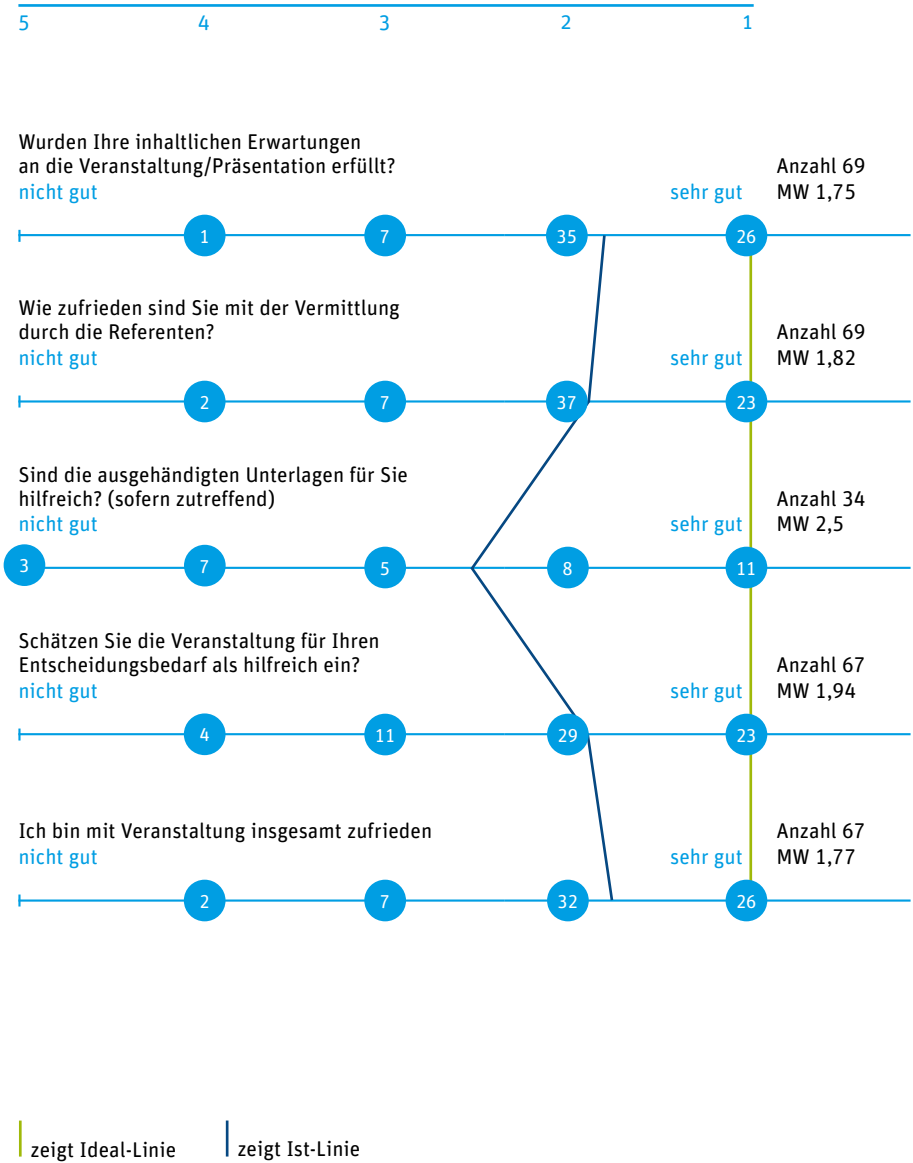 5 4 3 2 1
Wurden Ihre inhaltlichen Erwartungen
an die Veranstaltung/Präsentation erfüllt?
nicht gut
sehr gut
Anzahl 69
MW 1,75
1 7 35 26
Wie zufrieden sind Sie mit der Vermittlung
durch die Referenten?
nicht gut
sehr gut
Anzahl 69
MW 1,82
2 7 37 23
Sind die ausgehändigten Unterlagen für Sie
hilfreich? (sofern zutreffend)
nicht gut
sehr gut
Anzahl 34
MW 2,5
3 7 5 8 11
Schätzen Sie die Veranstaltung für Ihren
Entscheidungsbedarf als hilfreich ein?
nicht gut
sehr gut
Anzahl 67
MW 1,94
4 11 29 23
Ich bin mit Veranstaltung insgesamt zufrieden
nicht gut
sehr gut
Anzahl 67
MW 1,77
2 7 32 26
zeigt Ideal-Linie
zeigt Ist-Linie